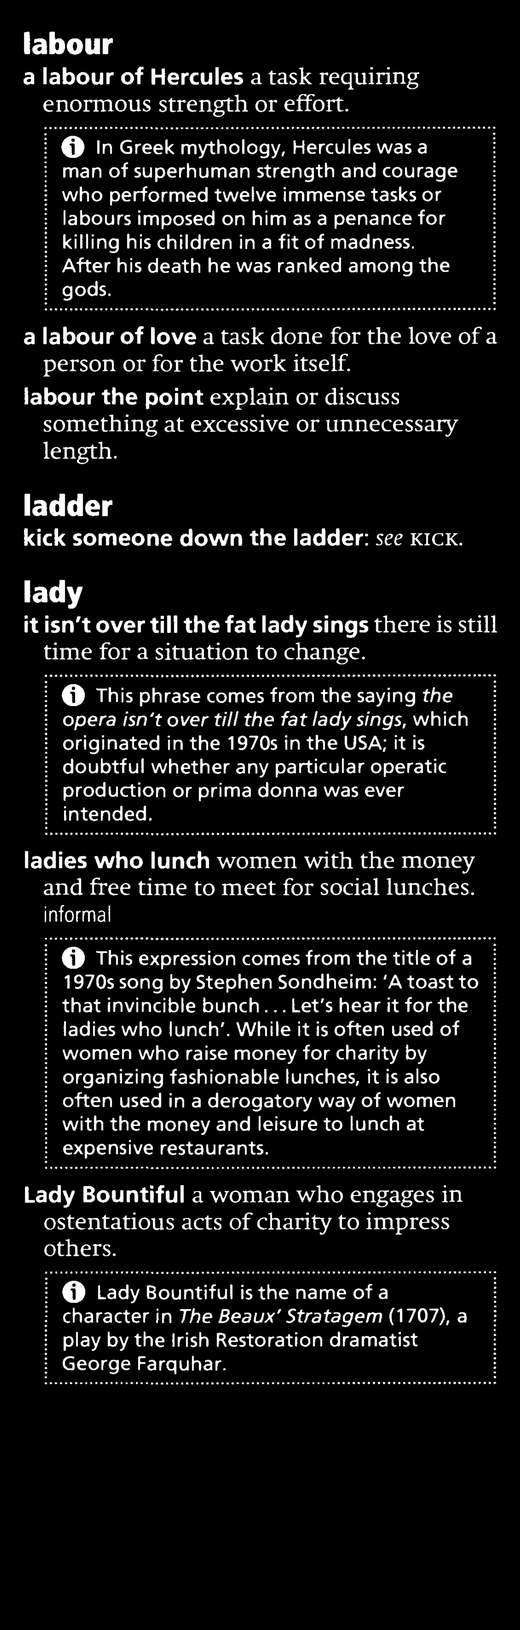 labour
a labour of Hercules a task requiring
enormous strength or effort.
In Greek mythology, Hercules was a
man of superhuman strength and courage
who performed twelve immense tasks or
labours imposed on him as a penance for
killing his children in a fit of madness.
After his death he was ranked among the
gods.
a labour of love a task done for the love of a
person or for the work itself.
labour the point explain or discuss
something at excessive or unnecessary
length.
ladder
kick someone down the ladder: see KICK.
lady
it isn't over till the fat lady sings there is still
time for a situation to change.
This phrase comes from the saying the
opera isn't over till the fat lady sings, which
originated in the 1970s in the USA; it is
doubtful whether any particular operatic
production or prima donna was ever
intended.
ladies who lunch women with the money
and free time to meet for social lunches.
informal
This expression comes from the title of a
1970s song by Stephen Sondheim: 'A toast to
that invincible bunch... Let's hear it for the
ladies who lunch'. While it is often used of
women who raise money for charity by
organizing fashionable lunches, it is also
often used in a derogatory way of women
with the money and leisure to lunch at
expensive restaurants.
Lady Bountiful a woman who engages in
ostentatious acts of charity to impress
others.
Lady Bountiful is the name of a
character in The Beaux' Stratagem (1707), a
play by the Irish Restoration dramatist
George Farquhar.